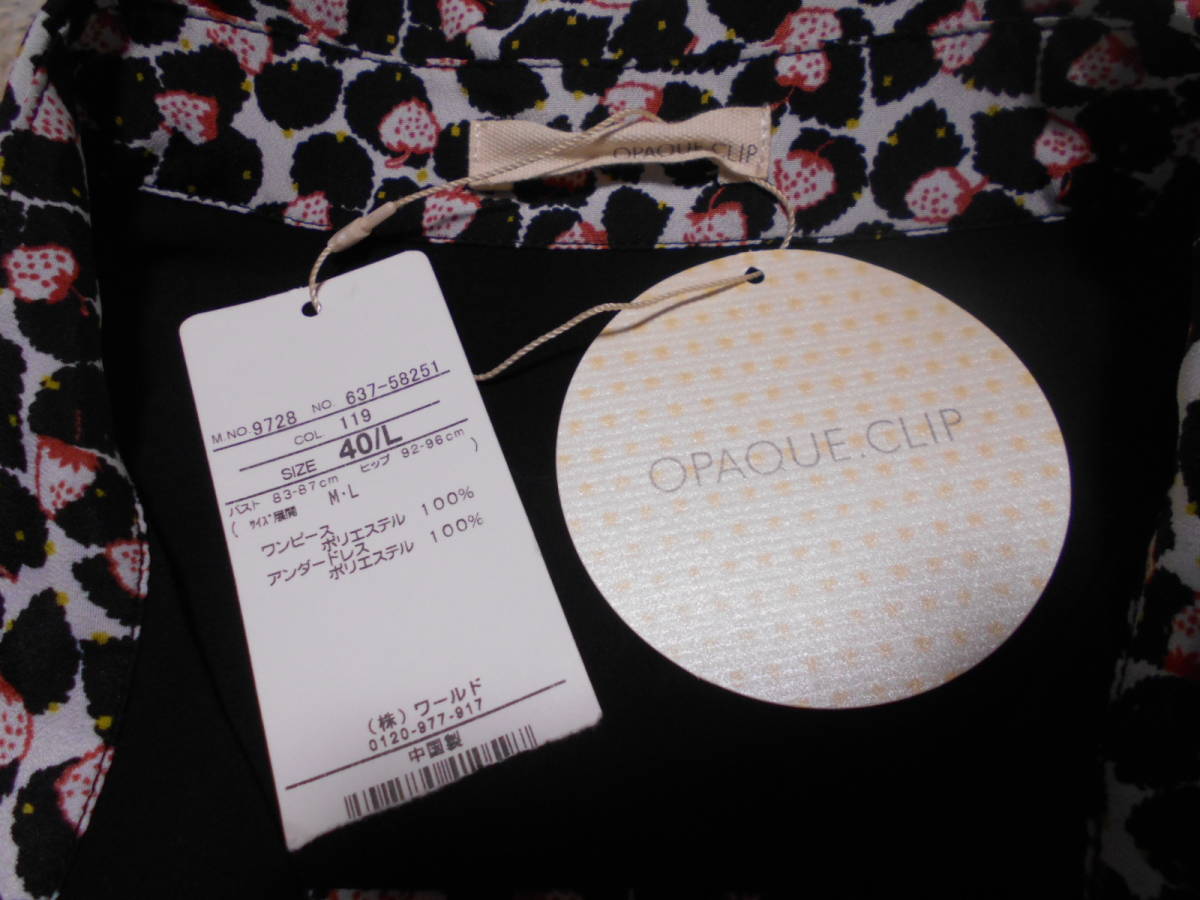 OPAQUE.CLIP
M.NO.9728 NO. 637-58251
COL. 119
SIZE 40/L
バスト 83-87cm ヒップ 92-96cm
( サイズ展開 M・L )
ワンピース
ポリエステル 100%
アンダードレス
ポリエステル 100%
(株)ワールド
0120-977-917
中国製
OPAQUE.CLIP